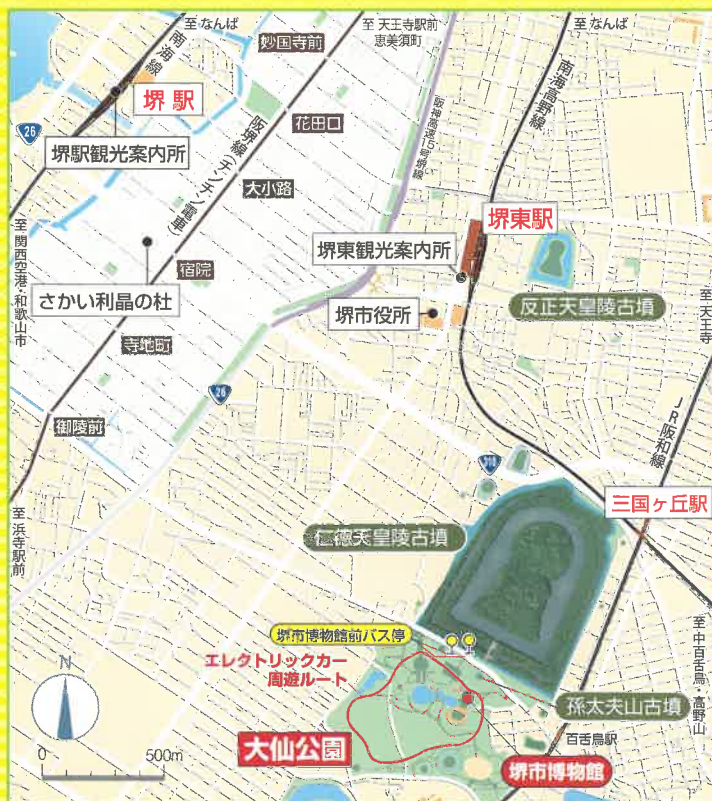 至 なんば
南海線
堺 駅
26
堺駅観光案内所
至 関西空港・和歌山市
さかい利晶の杜
妙国寺前
花田口
阪堺線(チンチン電車)
大小路
宿院
寺地町
御陵前
至 浜寺駅前
26
至 天王寺駅前
恵美須町
阪神高速15号堺線
至 なんば
南海高野線
堺東駅
堺東観光案内所
堺市役所
反正天皇陵古墳
至 天王寺
JR阪和線
310
三国ヶ丘駅
仁徳天皇陵古墳
堺市博物館前バス停
エレクトリックカー
周遊ルート
孫太夫山古墳
至 中百舌鳥・高野山
百舌鳥駅
大仙公園
堺市博物館
N
0
500m